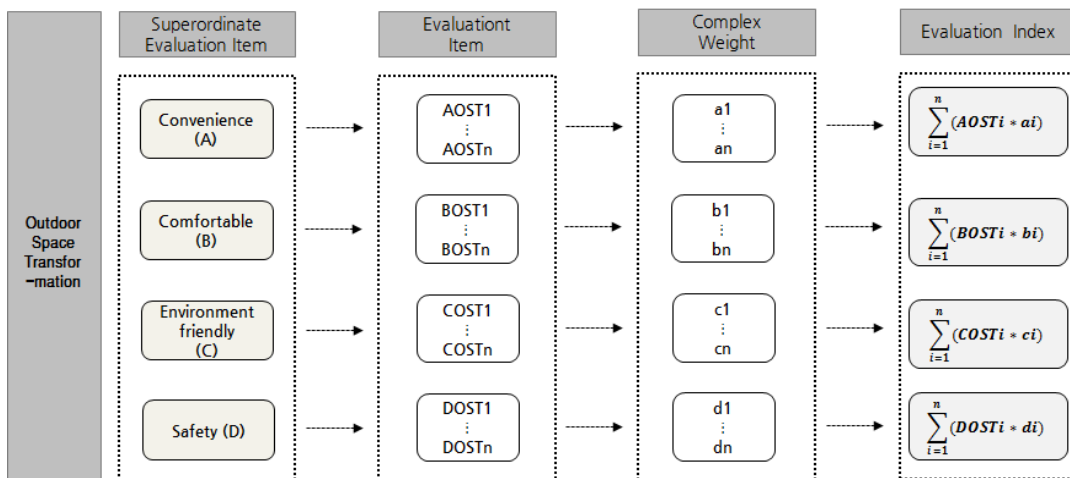 Superordinate
Evaluation Item
Evaluationt
Item
Complex
Weight
Evaluation Index
Outdoor
Space
Transfor
-mation
Convenience
(A)
AOST1
⋮
AOSTn
a1
⋮
an
n
∑(AOSTi * ai)
i=1
Comfortable
(B)
BOST1
⋮
BOSTn
b1
⋮
bn
n
∑(BOSTi * bi)
i=1
Environment
friendly
(C)
COST1
⋮
COSTn
c1
⋮
cn
n
∑(COSTi * ci)
i=1
Safety (D)
DOST1
⋮
DOSTn
d1
⋮
dn
n
∑(DOSTi * di)
i=1